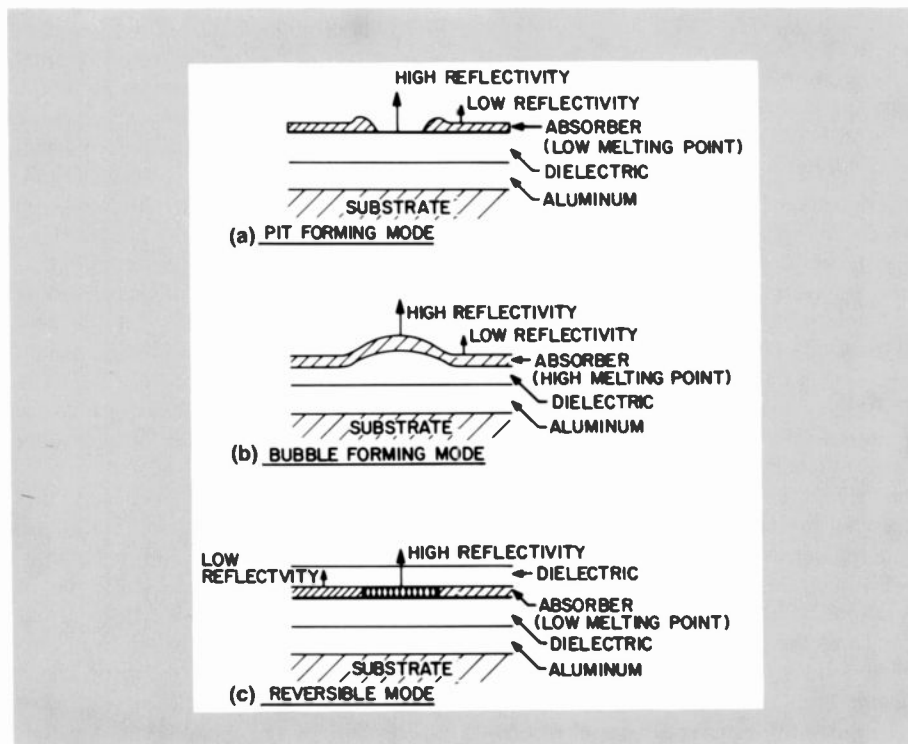 HIGH REFLECTIVITY
LOW REFLECTIVITY
ABSORBER
(LOW MELTING POINT)
DIELECTRIC
ALUMINUM
SUBSTRATE
(a) PIT FORMING MODE
HIGH REFLECTIVITY
LOW REFLECTIVITY
ABSORBER
(HIGH MELTING POINT)
DIELECTRIC
ALUMINUM
SUBSTRATE
(b) BUBBLE FORMING MODE
LOW
REFLECTVITY
HIGH REFLECTIVITY
DIELECTRIC
ABSORBER
(LOW MELTING POINT)
DIELECTRIC
ALUMINUM
SUBSTRATE
(c) REVERSIBLE MODE